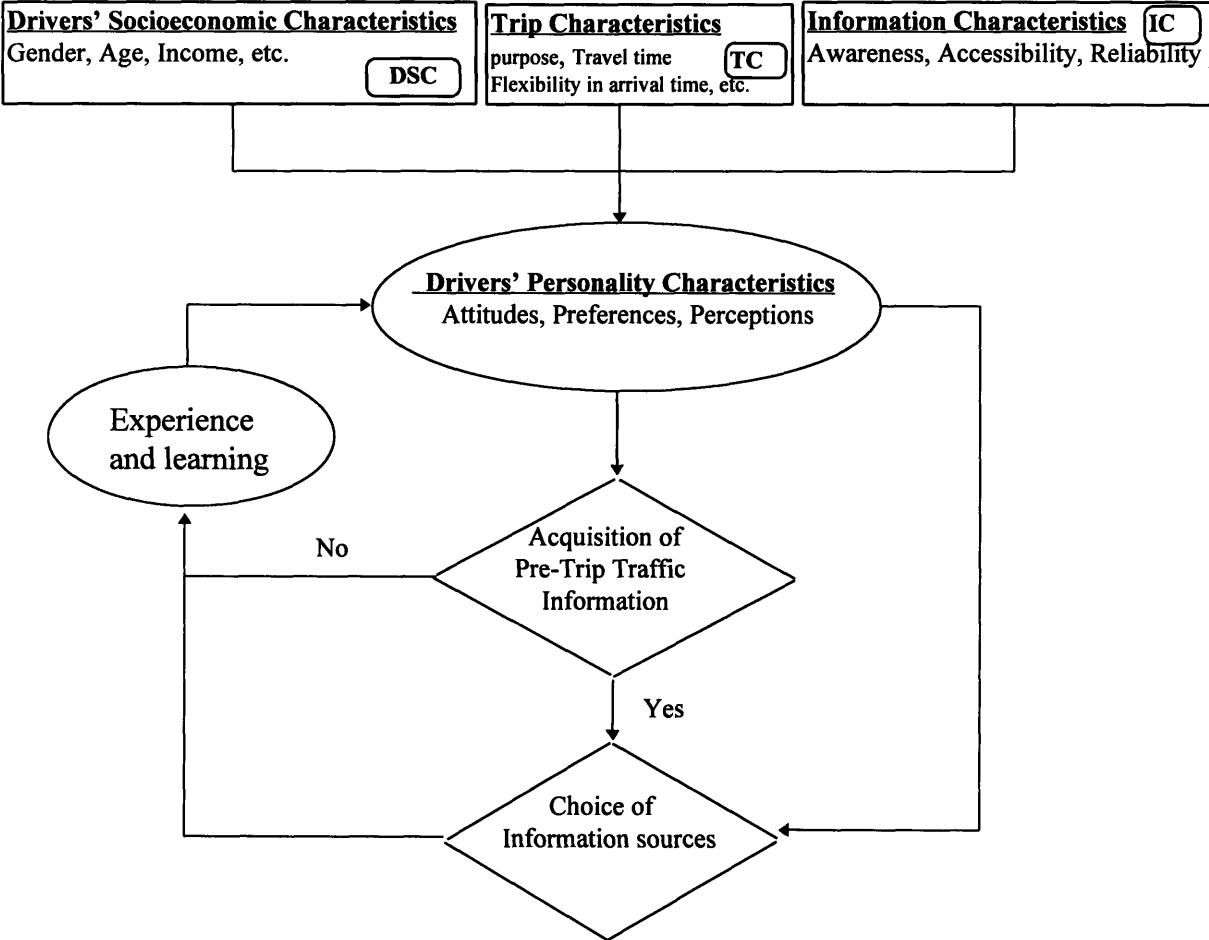 Drivers' Socioeconomic Characteristics
Gender, Age, Income, etc.
DSC
Trip Characteristics
purpose, Travel time
TC
Flexibility in arrival time, etc.
Information Characteristics
IC
Awareness, Accessibility, Reliability
Drivers' Personality Characteristics
Attitudes, Preferences, Perceptions
Experience
and learning
No
Acquisition of
Pre-Trip Traffic
Information
Yes
Choice of
Information sources